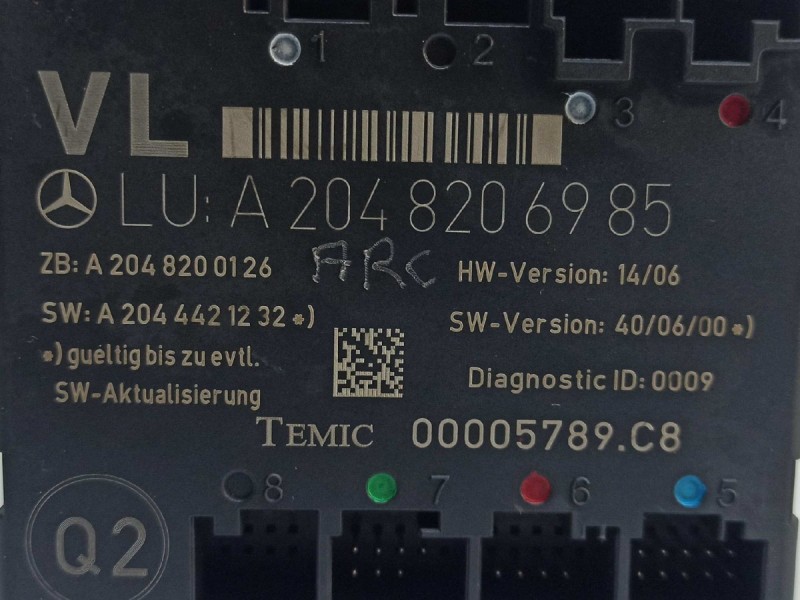 1 2
3 4
VL
LU: A 204 820 69 85
ZB: A 204 820 01 26
ARC
HW-Version: 14/06
SW: A 204 442 12 32 *)
SW-Version: 40/06/00 *)
*) gueltig bis zu evtl.
SW-Aktualisierung
Diagnostic ID: 0009
TEMIC 00005789.C8
8 7 6 5
Q2